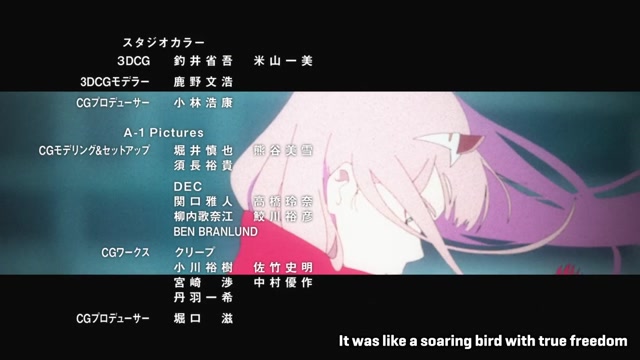 スタジオカラー
3DCG 釣井省吾 米山一美
3DCGモデラー 鹿野文浩
CGプロデューサー 小林浩康
A-1 Pictures
CGモデリング&セットアップ 堀井慎也 熊谷美雪
須長裕貴
DEC
関口雅人 高橋玲奈
柳内歌奈江 鮫川裕彦
BEN BRANLUND
CGワークス クリープ
小川裕樹 佐竹史明
宮崎渉 中村優作
丹羽一希
CGプロデューサー 堀口滋
It was like a soaring bird with true freedom